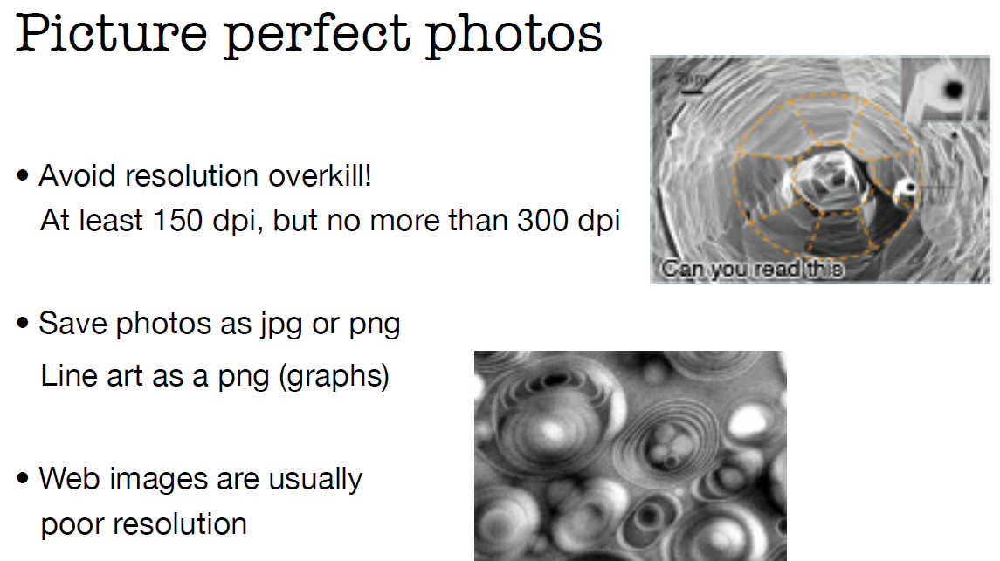 Picture perfect photos
• Avoid resolution overkill!
At least 150 dpi, but no more than 300 dpi
Can you read this
• Save photos as jpg or png
Line art as a png (graphs)
• Web images are usually
poor resolution